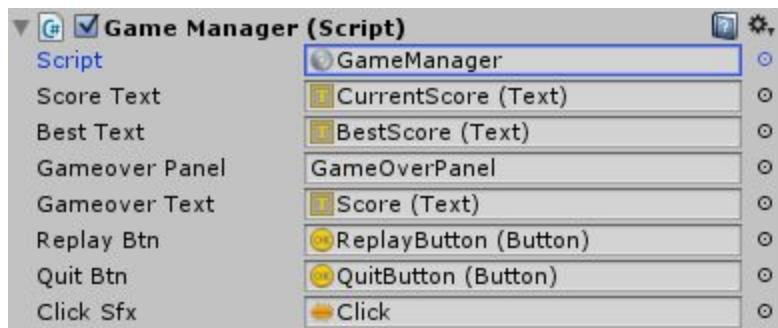 Game Manager (Script)
Script GameManager
Score Text CurrentScore (Text)
Best Text BestScore (Text)
Gameover Panel GameOverPanel
Gameover Text Score (Text)
Replay Btn ReplayButton (Button)
Quit Btn QuitButton (Button)
Click Sfx Click